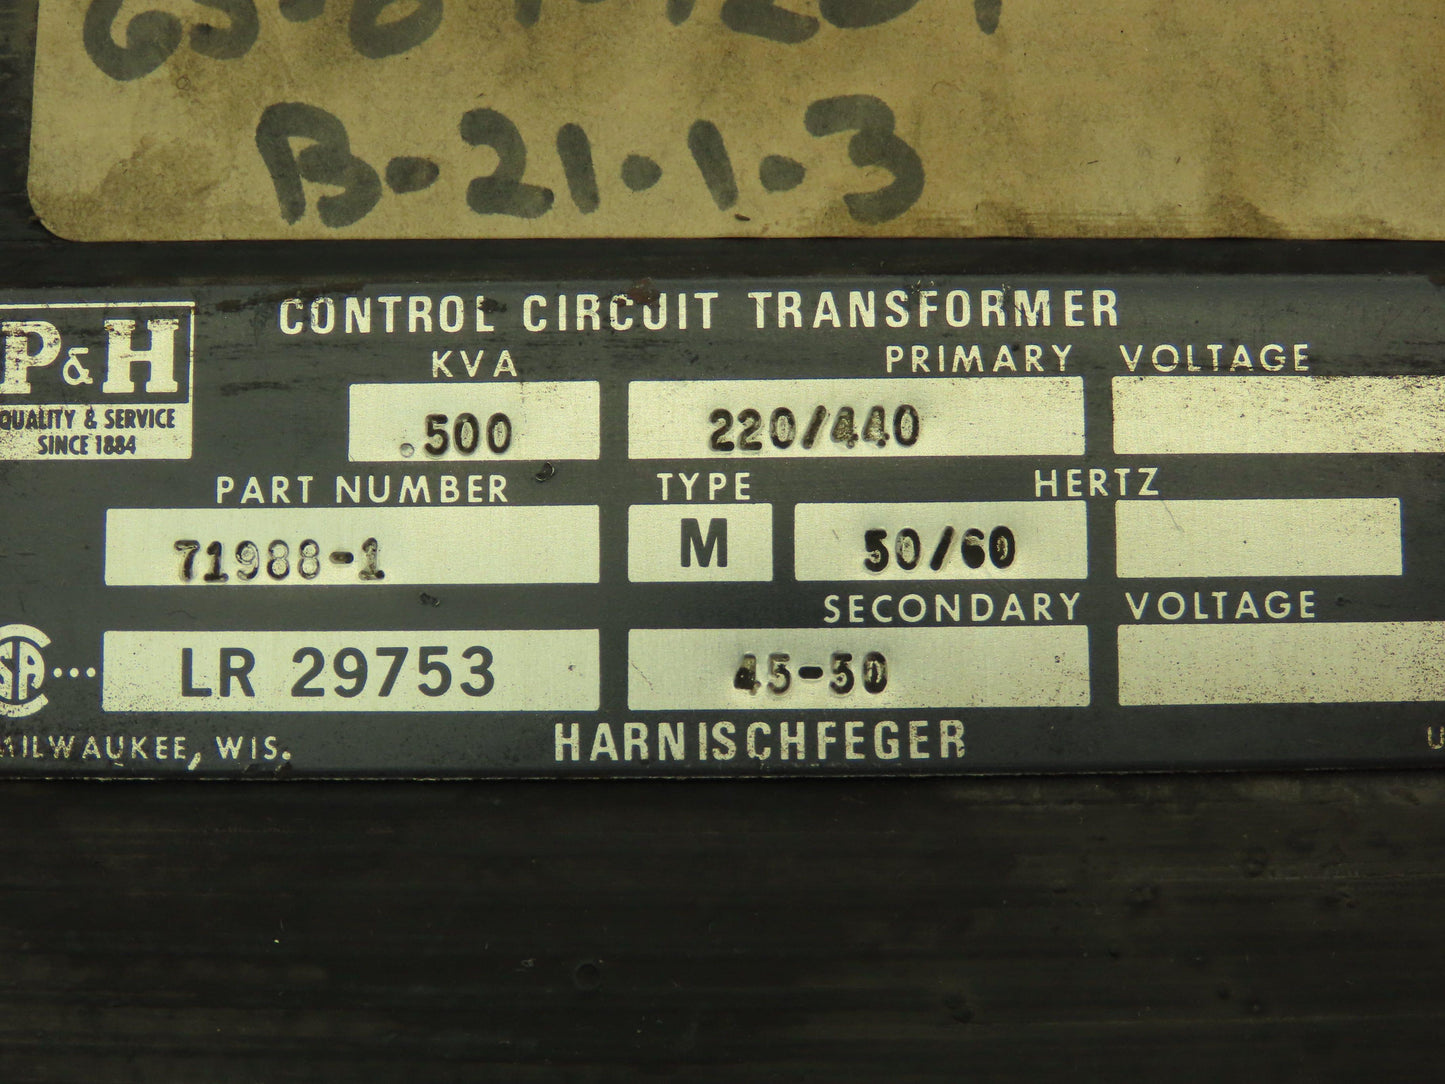 B-21-1-3
CONTROL CIRCUIT TRANSFORMER
P&H
KVA PRIMARY VOLTAGE
.500 220/440
QUALITY & SERVICE
SINCE 1884
PART NUMBER TYPE HERTZ
71988-1 M 50/60
SECONDARY VOLTAGE
SA ... LR 29753 45-50
MILWAUKEE, WIS. HARNISCHFEGER U